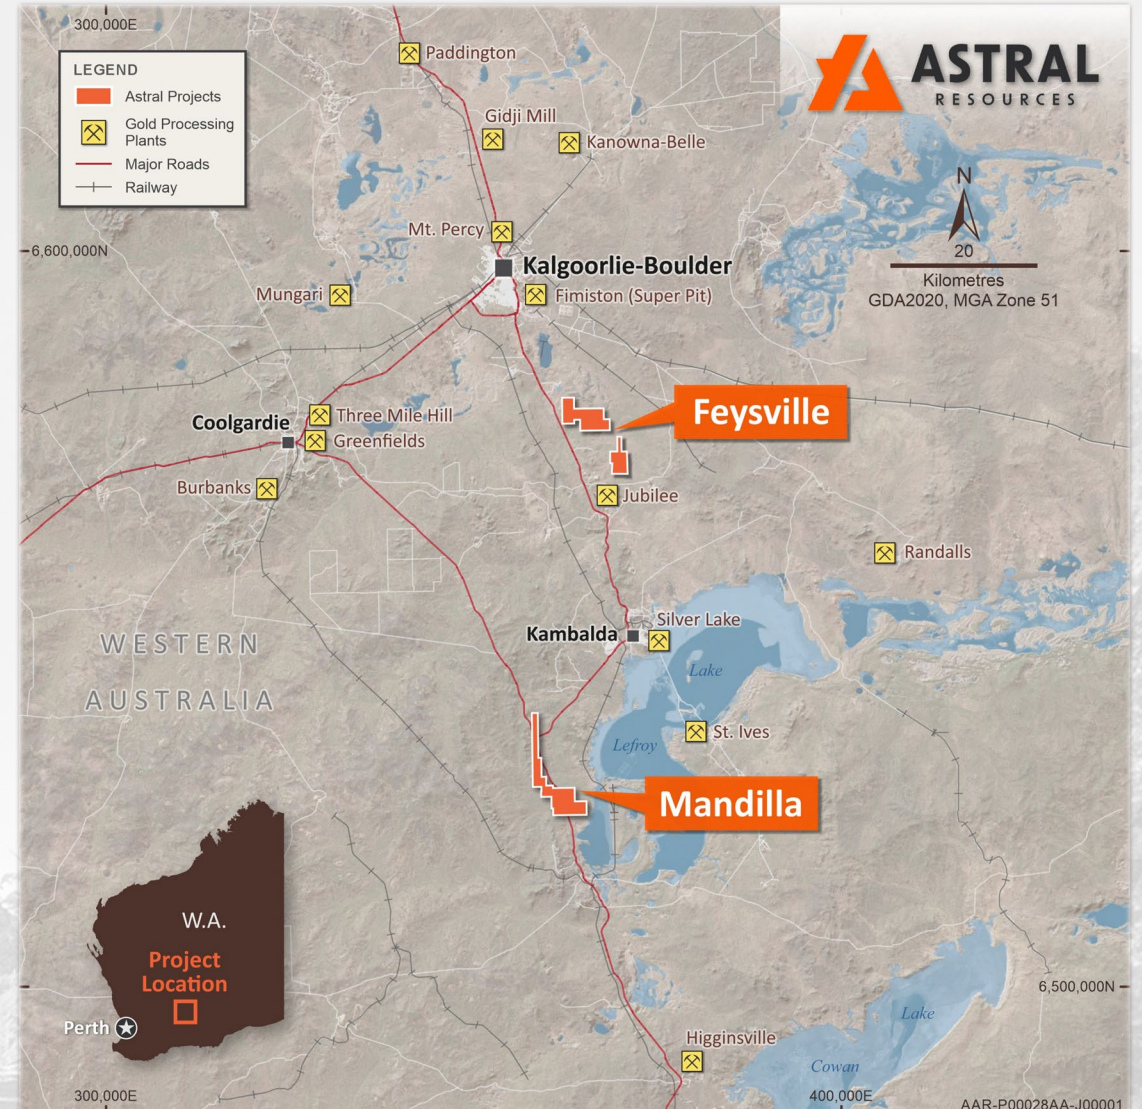 300,000E
ASTRAL
RESOURCES
LEGEND
Astral Projects
Gold Processing
Plants
Major Roads
Railway
Paddington
Gidji Mill
Kanowna-Belle
N
20
Kilometres
GDA2020, MGA Zone 51
6,600,000N
Mt. Percy
Kalgoorlie-Boulder
Mungari
Fimiston (Super Pit)
Feysville
Coolgardie
Three Mile Hill
Greenfields
Burbanks
Jubilee
Randalls
WESTERN
AUSTRALIA
Kambalda
Silver Lake
Lake
Lefroy
St. Ives
Mandilla
W.A.
Project
Location
Perth
6,500,000N
Lake
Cowan
Higginsville
300,000E
400,000E
AAR-P00028AA-J00001